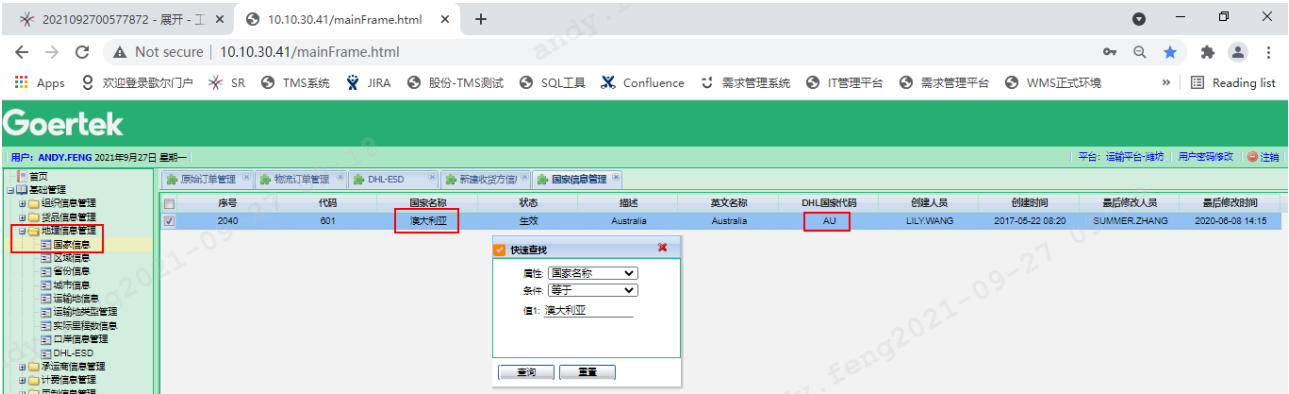 2021092700577872 - 展开 - 工
10.10.30.41/mainFrame.html
Not secure | 10.10.30.41/mainFrame.html
Apps 欢迎登录歌尔门户 SR TMS系统 JIRA 股份-TMS测试 SQL工具 Confluence 需求管理系统 IT管理平台 需求管理平台 WMS正式环境 » Reading list
Goertek
用户: ANDY.FENG 2021年9月27日 星期一 平台: 运输平台-潍坊 用户密码修改 注销
首页
基础管理
组织信息管理
货品信息管理
地理信息管理
国家信息
区域信息
省份信息
城市信息
运输地信息
运输地类型管理
实际里程数信息
口岸信息管理
DHL-ESD
承运商信息管理
计费信息管理
原始订单管理 物流订单管理 DHL-ESD 新建收货方信 国家信息管理
序号 代码 国家名称 状态 描述 英文名称 DHL国家代码 创建人员 创建时间 最后修改人员 最后修改时间
2040 601 澳大利亚 生效 Australia Australia AU LILY.WANG 2017-05-22 08:20 SUMMER.ZHANG 2020-06-08 14:15
快速查找
属性: 国家名称
条件: 等于
值1: 澳大利亚
查询 重置